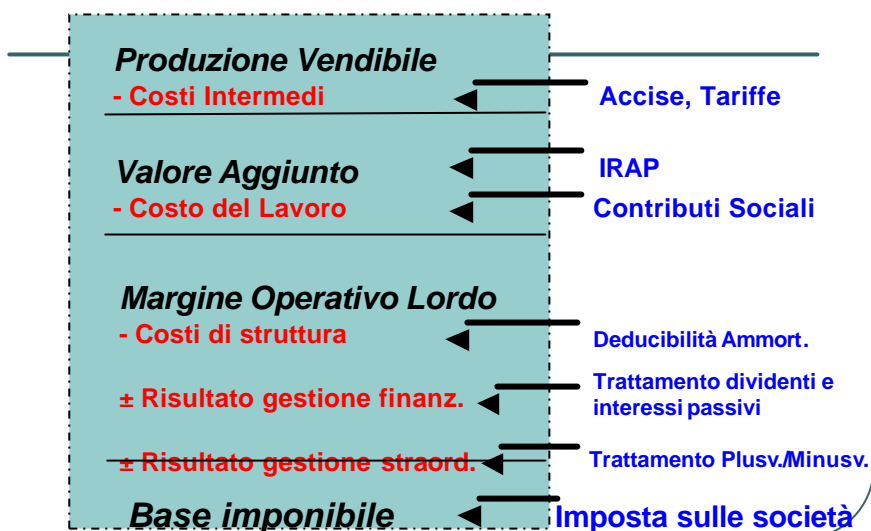 Produzione Vendibile
- Costi Intermedi
Accise, Tariffe
Valore Aggiunto
IRAP
- Costo del Lavoro
Contributi Sociali
Margine Operativo Lordo
- Costi di struttura
Deducibilità Ammort.
± Risultato gestione finanz.
Trattamento dividenti e
interessi passivi
± Risultato gestione straord.
Trattamento Plusv./Minusv.
Base imponibile
Imposta sulle società